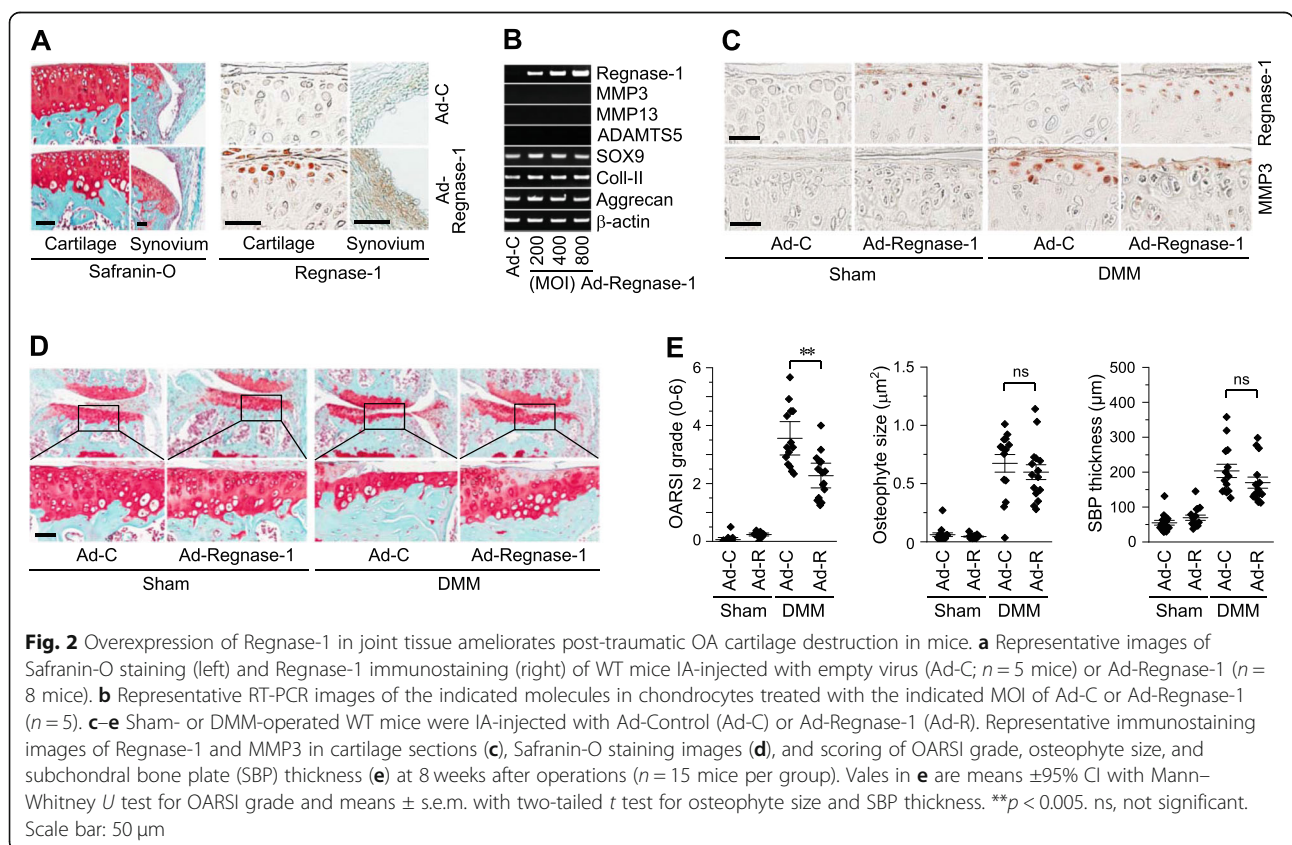 A
Ad-C
Ad-
Regnase-1
Cartilage Synovium Cartilage Synovium
Safranin-O Regnase-1
B
Regnase-1
MMP3
MMP13
ADAMTS5
SOX9
Coll-II
Aggrecan
β-actin
Ad-C
200
400
800
(MOI) Ad-Regnase-1
C
Regnase-1
MMP3
Ad-C Ad-Regnase-1 Ad-C Ad-Regnase-1
Sham DMM
D
Ad-C Ad-Regnase-1 Ad-C Ad-Regnase-1
Sham DMM
E
OARSI grade (0-6)
6
4
2
0
**
Ad-C
Ad-R
Ad-C
Ad-R
Sham DMM
Osteophyte size (μm²)
1.5
1.0
0.5
0
ns
Ad-C
Ad-R
Ad-C
Ad-R
Sham DMM
SBP thickness (μm)
500
400
300
200
100
0
ns
Ad-C
Ad-R
Ad-C
Ad-R
Sham DMM
Fig. 2 Overexpression of Regnase-1 in joint tissue ameliorates post-traumatic OA cartilage destruction in mice. a Representative images of
Safranin-O staining (left) and Regnase-1 immunostaining (right) of WT mice IA-injected with empty virus (Ad-C; n = 5 mice) or Ad-Regnase-1 (n =
8 mice). b Representative RT-PCR images of the indicated molecules in chondrocytes treated with the indicated MOI of Ad-C or Ad-Regnase-1
(n = 5). c–e Sham- or DMM-operated WT mice were IA-injected with Ad-Control (Ad-C) or Ad-Regnase-1 (Ad-R). Representative immunostaining
images of Regnase-1 and MMP3 in cartilage sections (c), Safranin-O staining images (d), and scoring of OARSI grade, osteophyte size, and
subchondral bone plate (SBP) thickness (e) at 8 weeks after operations (n = 15 mice per group). Vales in e are means ±95% CI with Mann–
Whitney U test for OARSI grade and means ± s.e.m. with two-tailed t test for osteophyte size and SBP thickness. **p < 0.005. ns, not significant.
Scale bar: 50 μm